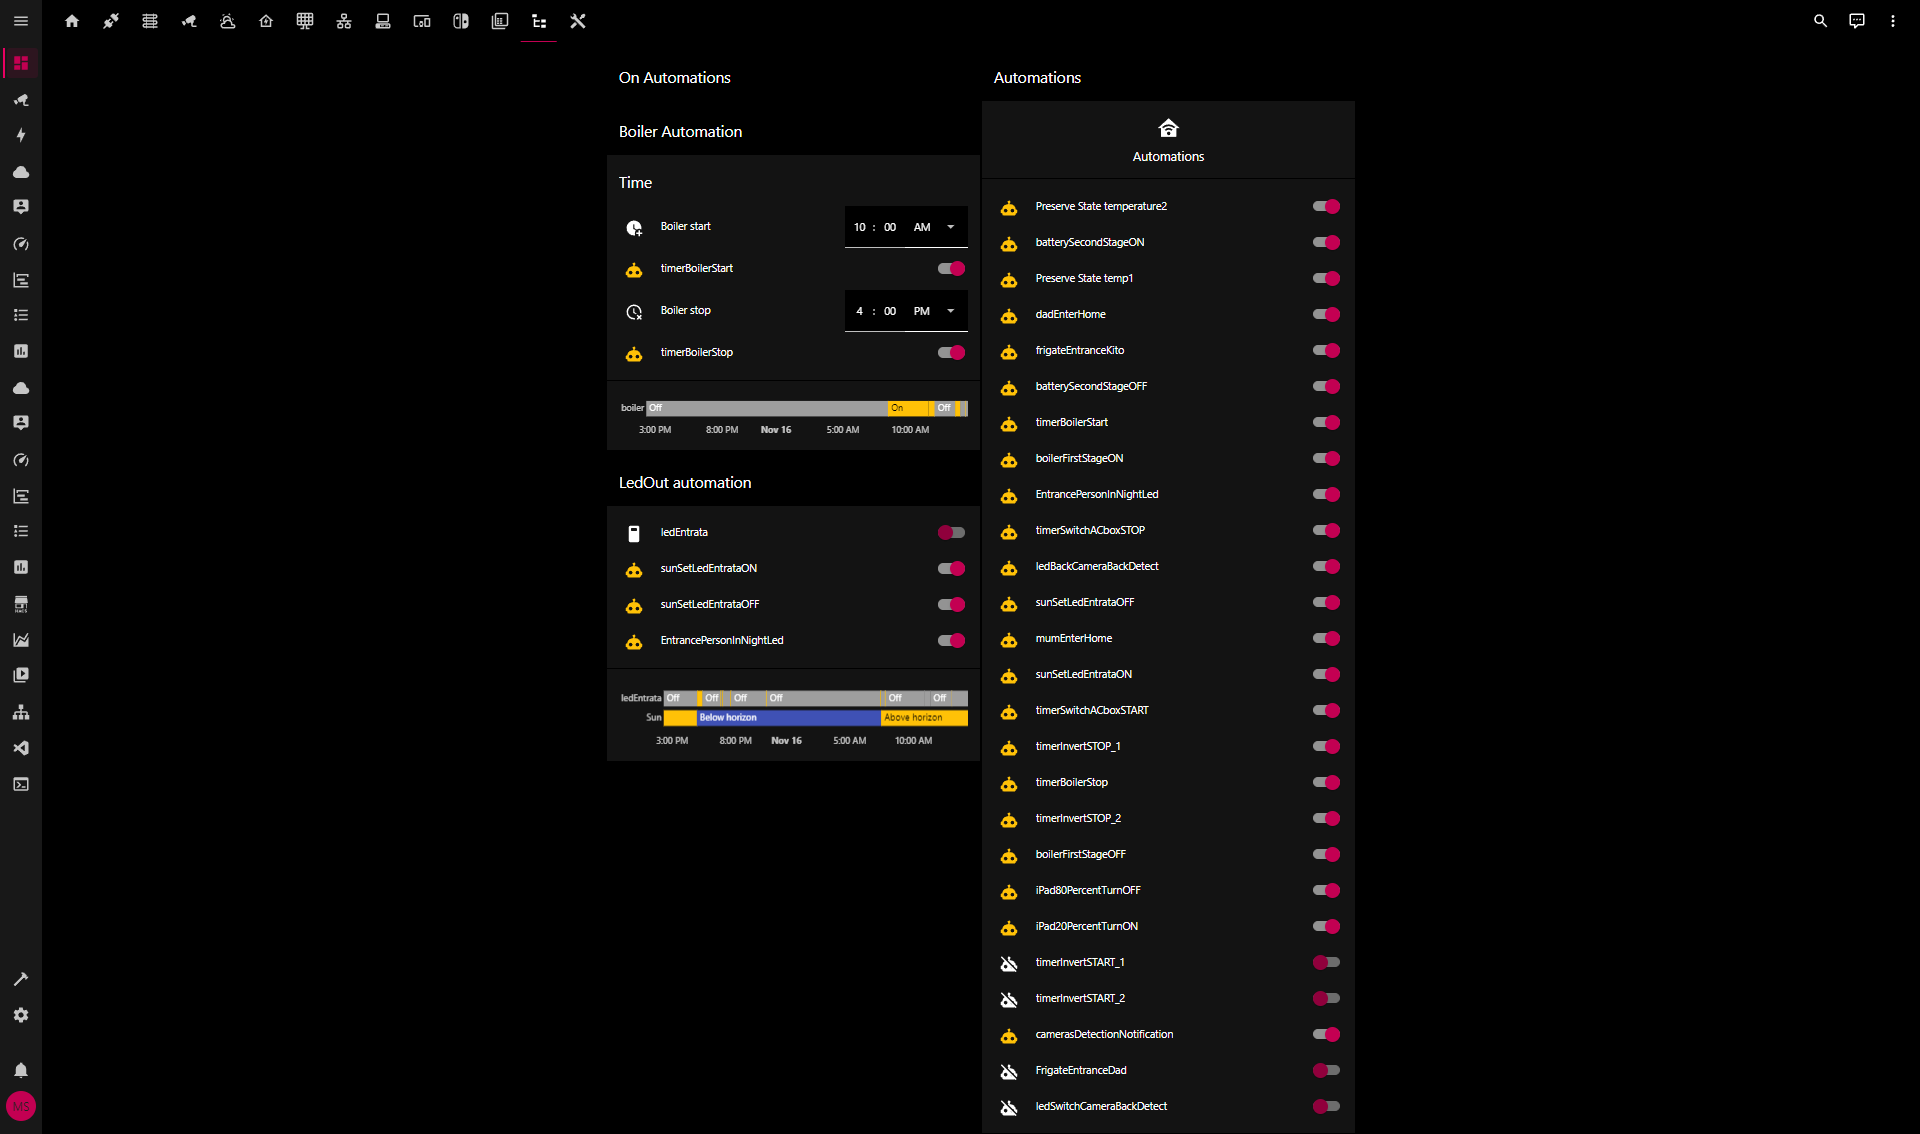 On Automations
Boiler Automation
Time
Boiler start
10 : 00 AM
timerBoilerStart
Boiler stop
4 : 00 PM
timerBoilerStop
boiler Off On Off
3:00 PM 8:00 PM Nov 16 5:00 AM 10:00 AM
LedOut automation
ledEntrata
sunSetLedEntrataON
sunSetLedEntrataOFF
EntrancePersonInNightLed
ledEntrata Off Off Off Off Off Off
Sun Below horizon Above horizon
3:00 PM 8:00 PM Nov 16 5:00 AM 10:00 AM
Automations
Automations
Preserve State temperature2
batterySecondStageON
Preserve State temp1
dadEnterHome
frigateEntranceKito
batterySecondStageOFF
timerBoilerStart
boilerFirstStageON
EntrancePersonInNightLed
timerSwitchACboxSTOP
ledBackCameraBackDetect
sunSetLedEntrataOFF
mumEnterHome
sunSetLedEntrataON
timerSwitchACboxSTART
timerInvertSTOP_1
timerBoilerStop
timerInvertSTOP_2
boilerFirstStageOFF
iPad80PercentTurnOFF
iPad20PercentTurnON
timerInvertSTART_1
timerInvertSTART_2
camerasDetectionNotification
FrigateEntranceDad
ledSwitchCameraBackDetect
HACS
MS